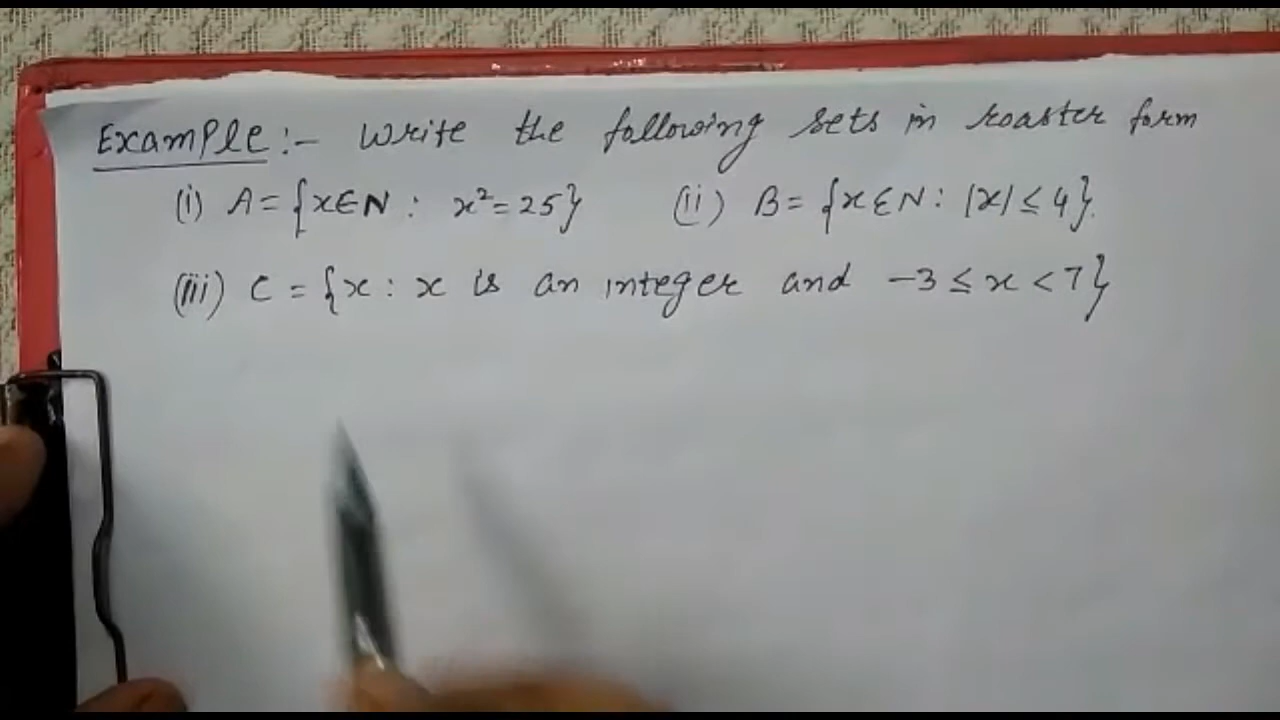 Example :- Write the following sets in roaster form
(i) A = {x∈N : x² = 25} (ii) B = {x∈N : |x| ≤ 4}.
(iii) C = {x : x is an integer and -3 ≤ x < 7}